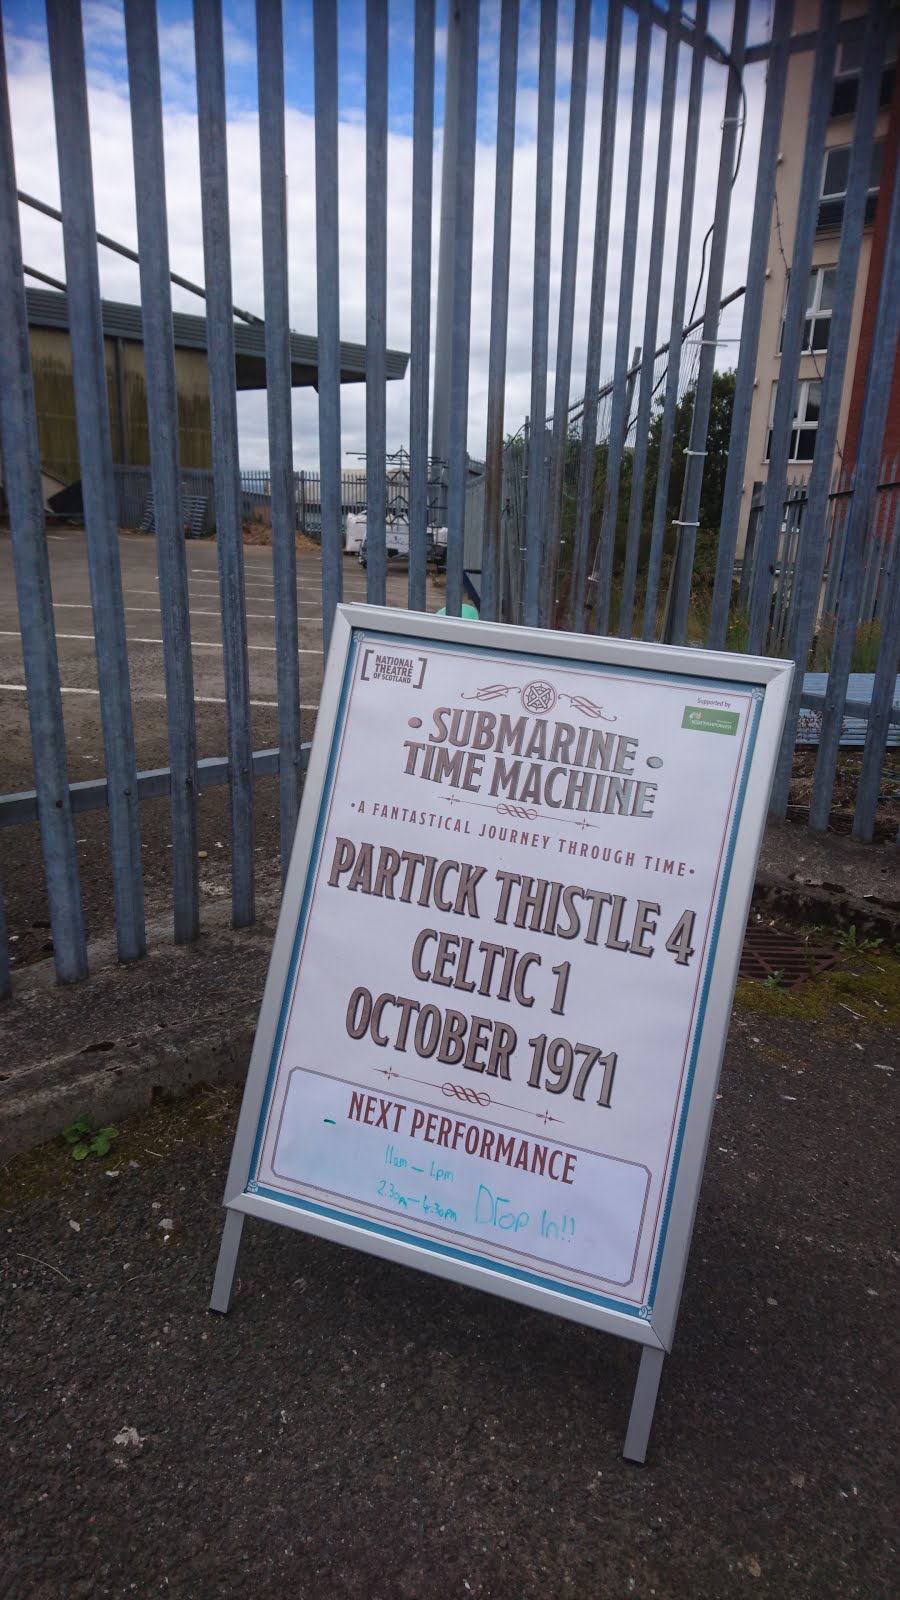 NATIONAL
THEATRE
OF SCOTLAND
Supported by
SCOTTISHPOWER
• SUBMARINE •
TIME MACHINE
• A FANTASTICAL JOURNEY THROUGH TIME •
PARTICK THISTLE 4
CELTIC 1
OCTOBER 1971
NEXT PERFORMANCE
11am - 1pm
2.30pm - 4.30pm Drop In!!